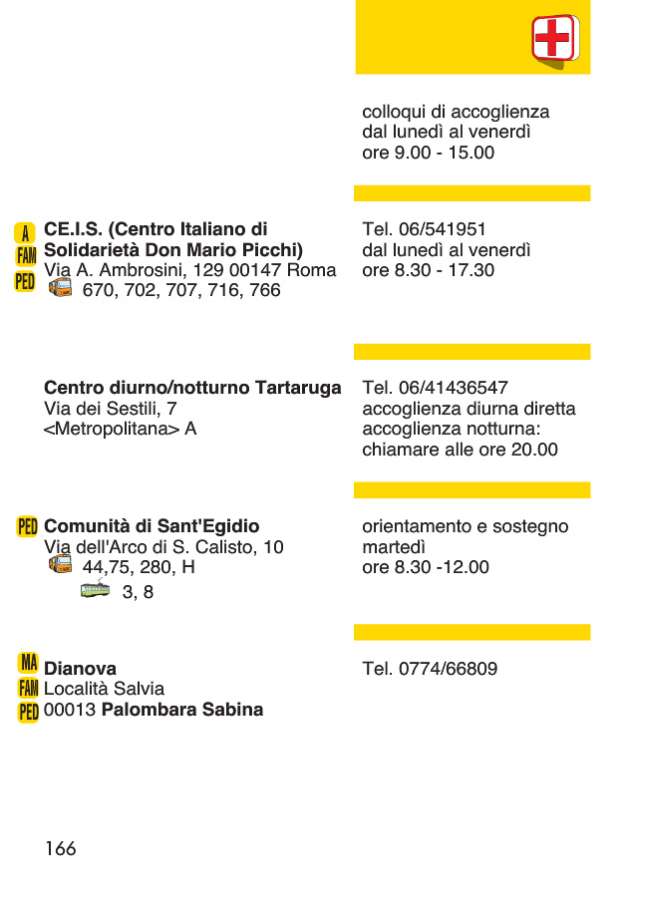 colloqui di accoglienza
dal lunedì al venerdì
ore 9.00 - 15.00
A
FAM
PED
CE.I.S. (Centro Italiano di
Solidarietà Don Mario Picchi)
Via A. Ambrosini, 129 00147 Roma
670, 702, 707, 716, 766
Tel. 06/541951
dal lunedì al venerdì
ore 8.30 - 17.30
Centro diurno/notturno Tartaruga
Via dei Sestili, 7
<Metropolitana> A
Tel. 06/41436547
accoglienza diurna diretta
accoglienza notturna:
chiamare alle ore 20.00
PED
Comunità di Sant'Egidio
Via dell'Arco di S. Calisto, 10
44,75, 280, H
3, 8
orientamento e sostegno
martedì
ore 8.30 -12.00
MA
FAM
PED
Dianova
Località Salvia
00013 Palombara Sabina
Tel. 0774/66809
166